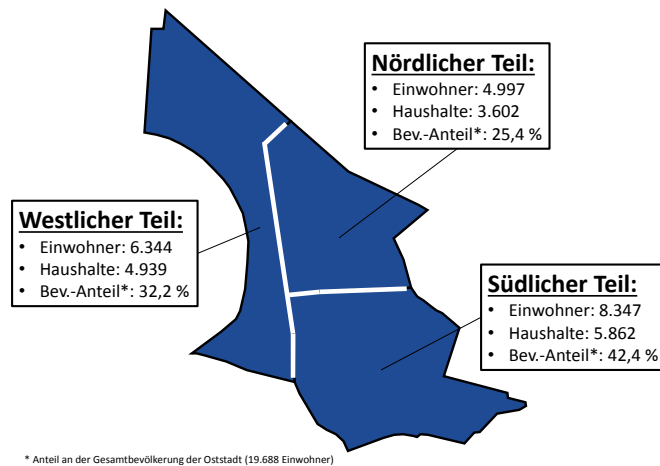 Nördlicher Teil:
• Einwohner: 4.997
• Haushalte: 3.602
• Bev.-Anteil*: 25,4 %
Westlicher Teil:
• Einwohner: 6.344
• Haushalte: 4.939
• Bev.-Anteil*: 32,2 %
Südlicher Teil:
• Einwohner: 8.347
• Haushalte: 5.862
• Bev.-Anteil*: 42,4 %
* Anteil an der Gesamtbevölkerung der Oststadt (19.688 Einwohner)